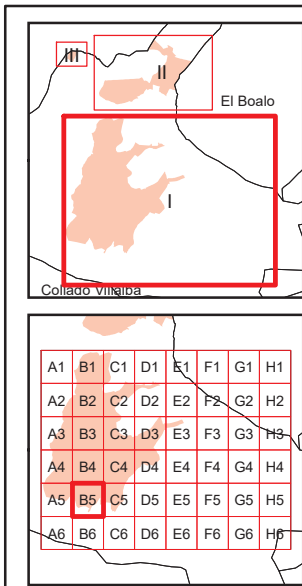 III
II
El Boalo
I
Collado Villalba
A1 B1 C1 D1 E1 F1 G1 H1
A2 B2 C2 D2 E2 F2 G2 H2
A3 B3 C3 D3 E3 F3 G3 H3
A4 B4 C4 D4 E4 F4 G4 H4
A5 B5 C5 D5 E5 F5 G5 H5
A6 B6 C6 D6 E6 F6 G6 H6